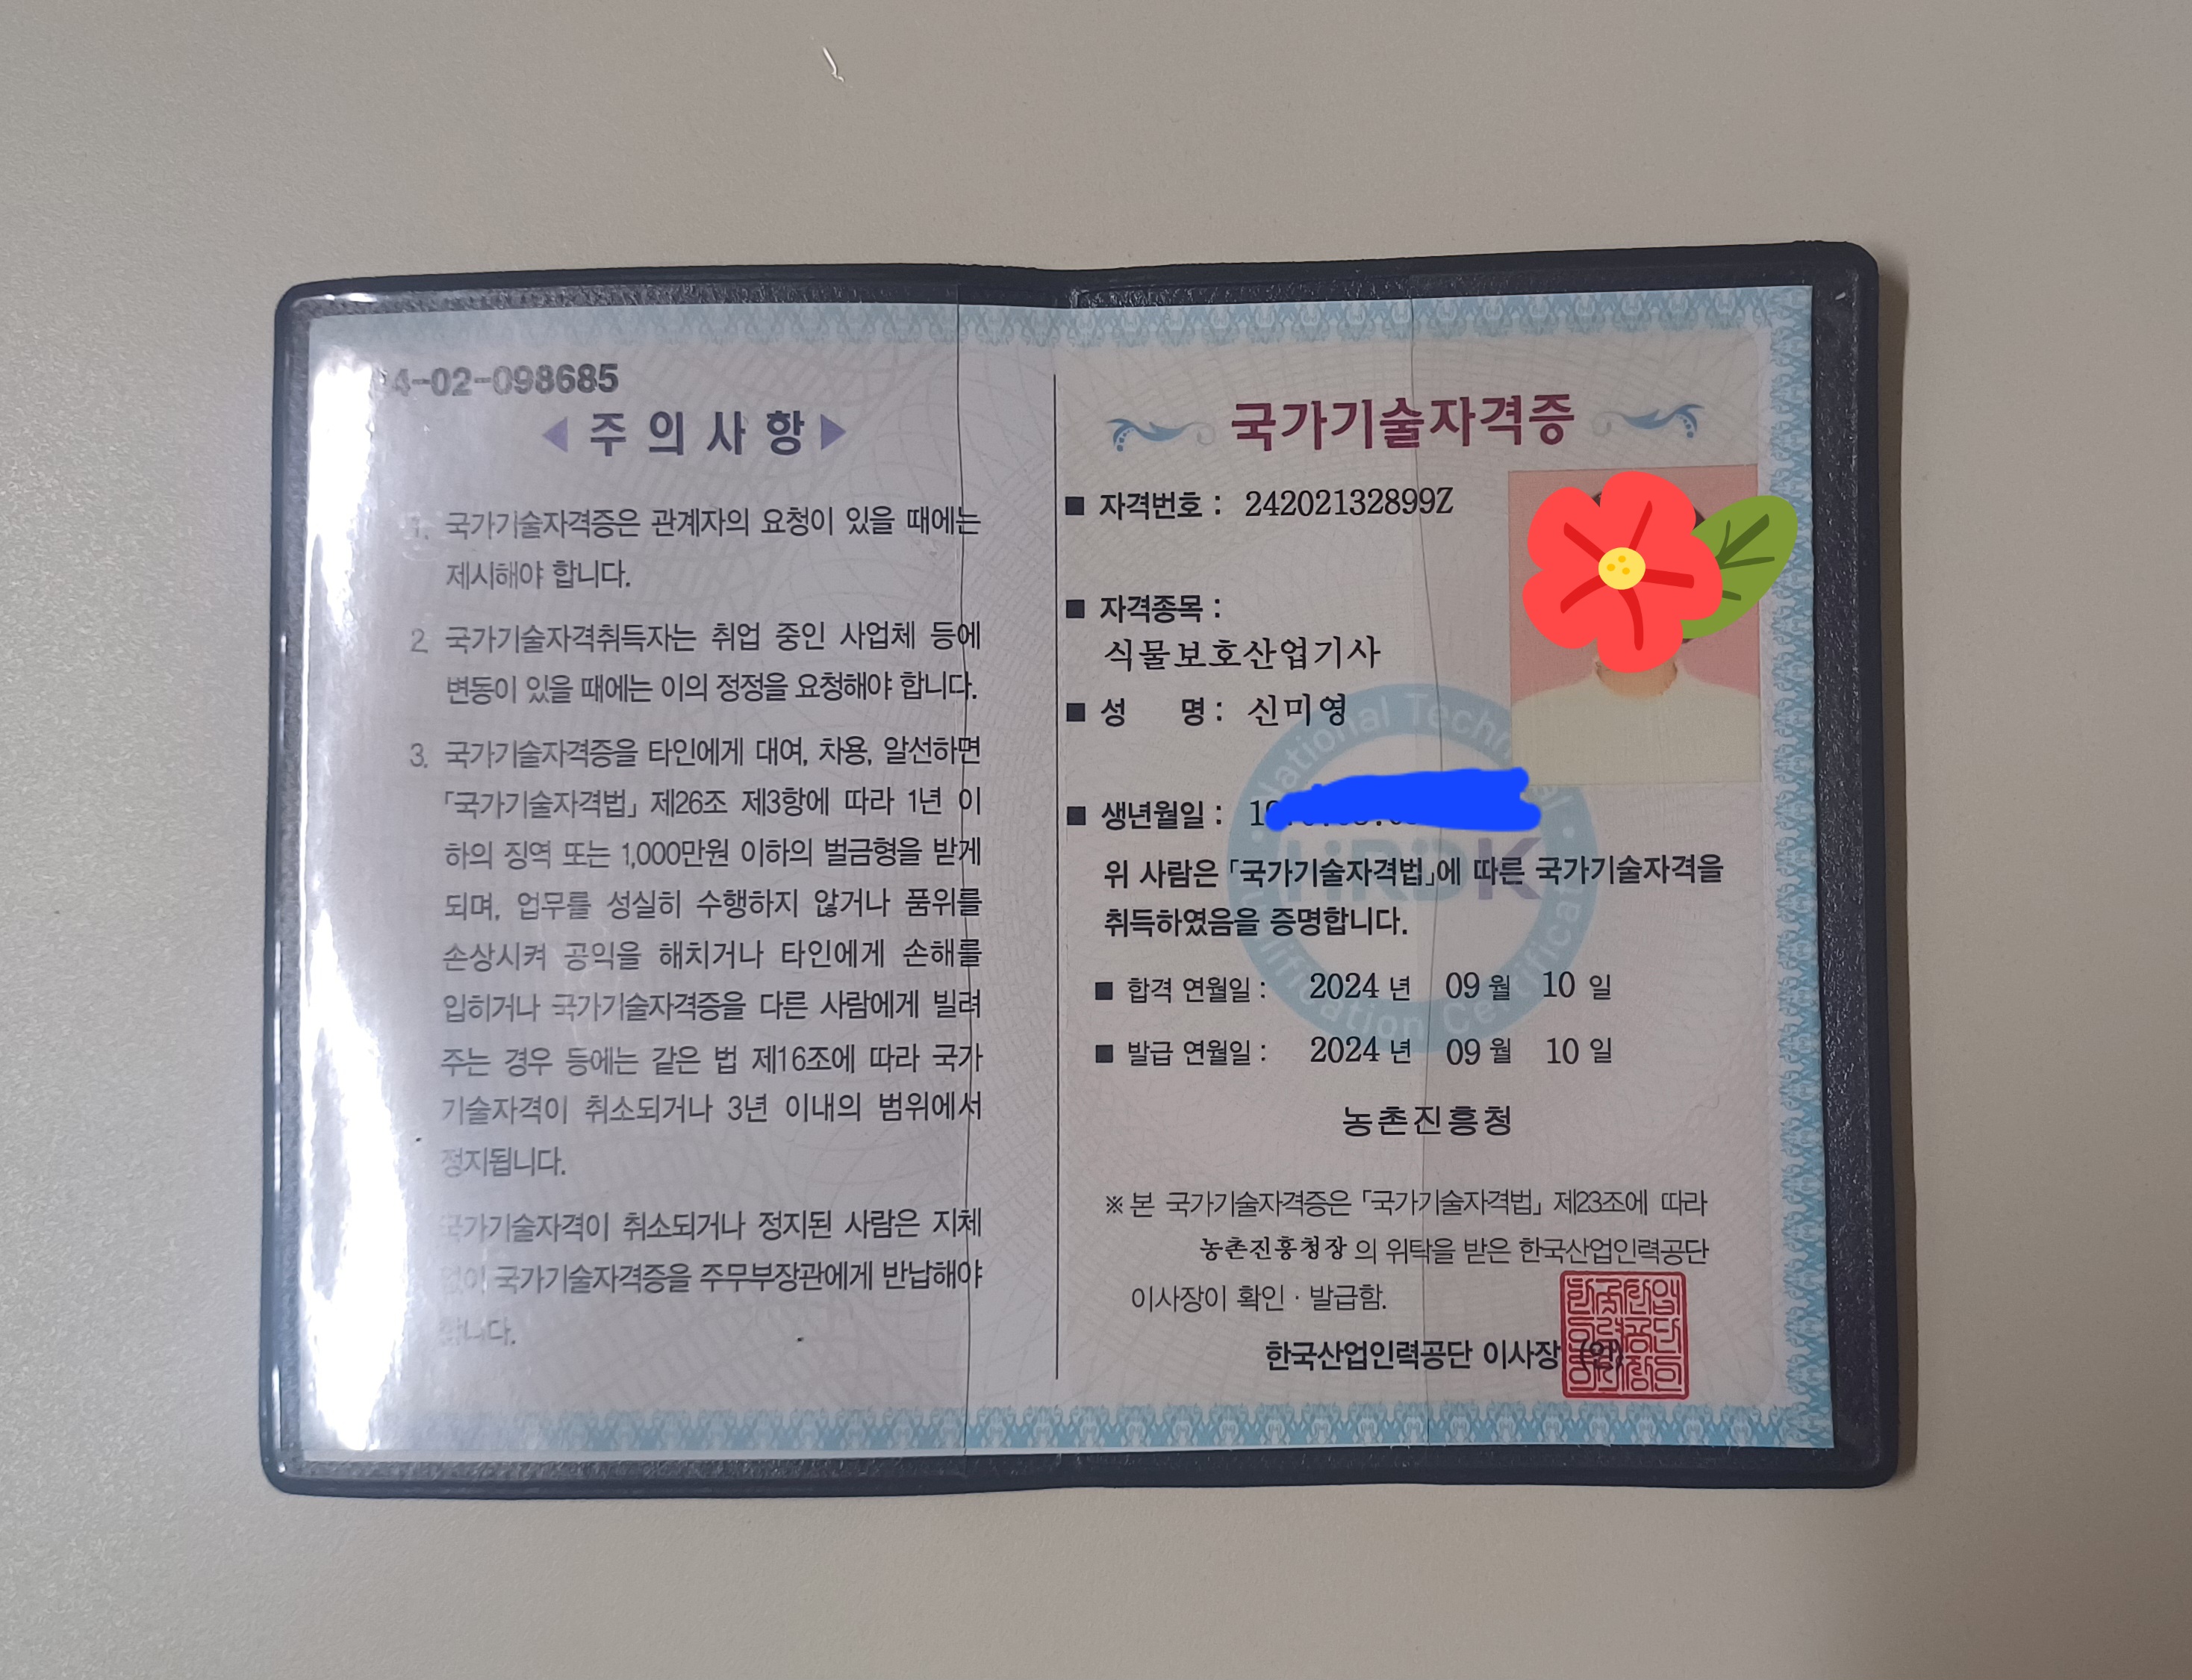 4-02-098685
◀ 주 의 사 항 ▶
1. 국가기술자격증은 관계자의 요청이 있을 때에는
제시해야 합니다.
2. 국가기술자격취득자는 취업 중인 사업체 등에
변동이 있을 때에는 이의 정정을 요청해야 합니다.
3. 국가기술자격증을 타인에게 대여, 차용, 알선하면
「국가기술자격법」 제26조 제3항에 따라 1년 이
하의 징역 또는 1,000만원 이하의 벌금형을 받게
되며, 업무를 성실히 수행하지 않거나 품위를
손상시켜 공익을 해치거나 타인에게 손해를
입히거나 국가기술자격증을 다른 사람에게 빌려
주는 경우 등에는 같은 법 제16조에 따라 국가
기술자격이 취소되거나 3년 이내의 범위에서
정지됩니다.
국가기술자격이 취소되거나 정지된 사람은 지체
없이 국가기술자격증을 주무부장관에게 반납해야
합니다.
국가기술자격증
■ 자격번호 : 24202132899Z
■ 자격종목 :
식물보호산업기사
■ 성 명 : 신미영
■ 생년월일 :
위 사람은 「국가기술자격법」에 따른 국가기술자격을
취득하였음을 증명합니다.
■ 합격 연월일 : 2024 년 09 월 10 일
■ 발급 연월일 : 2024 년 09 월 10 일
농촌진흥청
※ 본 국가기술자격증은 「국가기술자격법」 제23조에 따라
농촌진흥청장 의 위탁을 받은 한국산업인력공단
이사장이 확인 · 발급함.
한국산업인력공단 이사장 (인)
HRDK